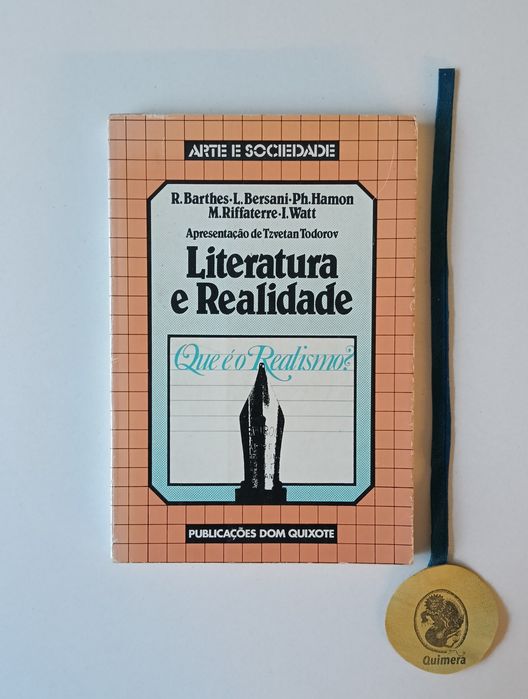 ARTE E SOCIEDADE
R. Barthes·L. Bersani·Ph. Hamon
M. Riffaterre·I. Watt
Apresentação de Tzvetan Todorov
Literatura
e Realidade
Que é o Realismo?
PUBLICAÇÕES DOM QUIXOTE
Quimera